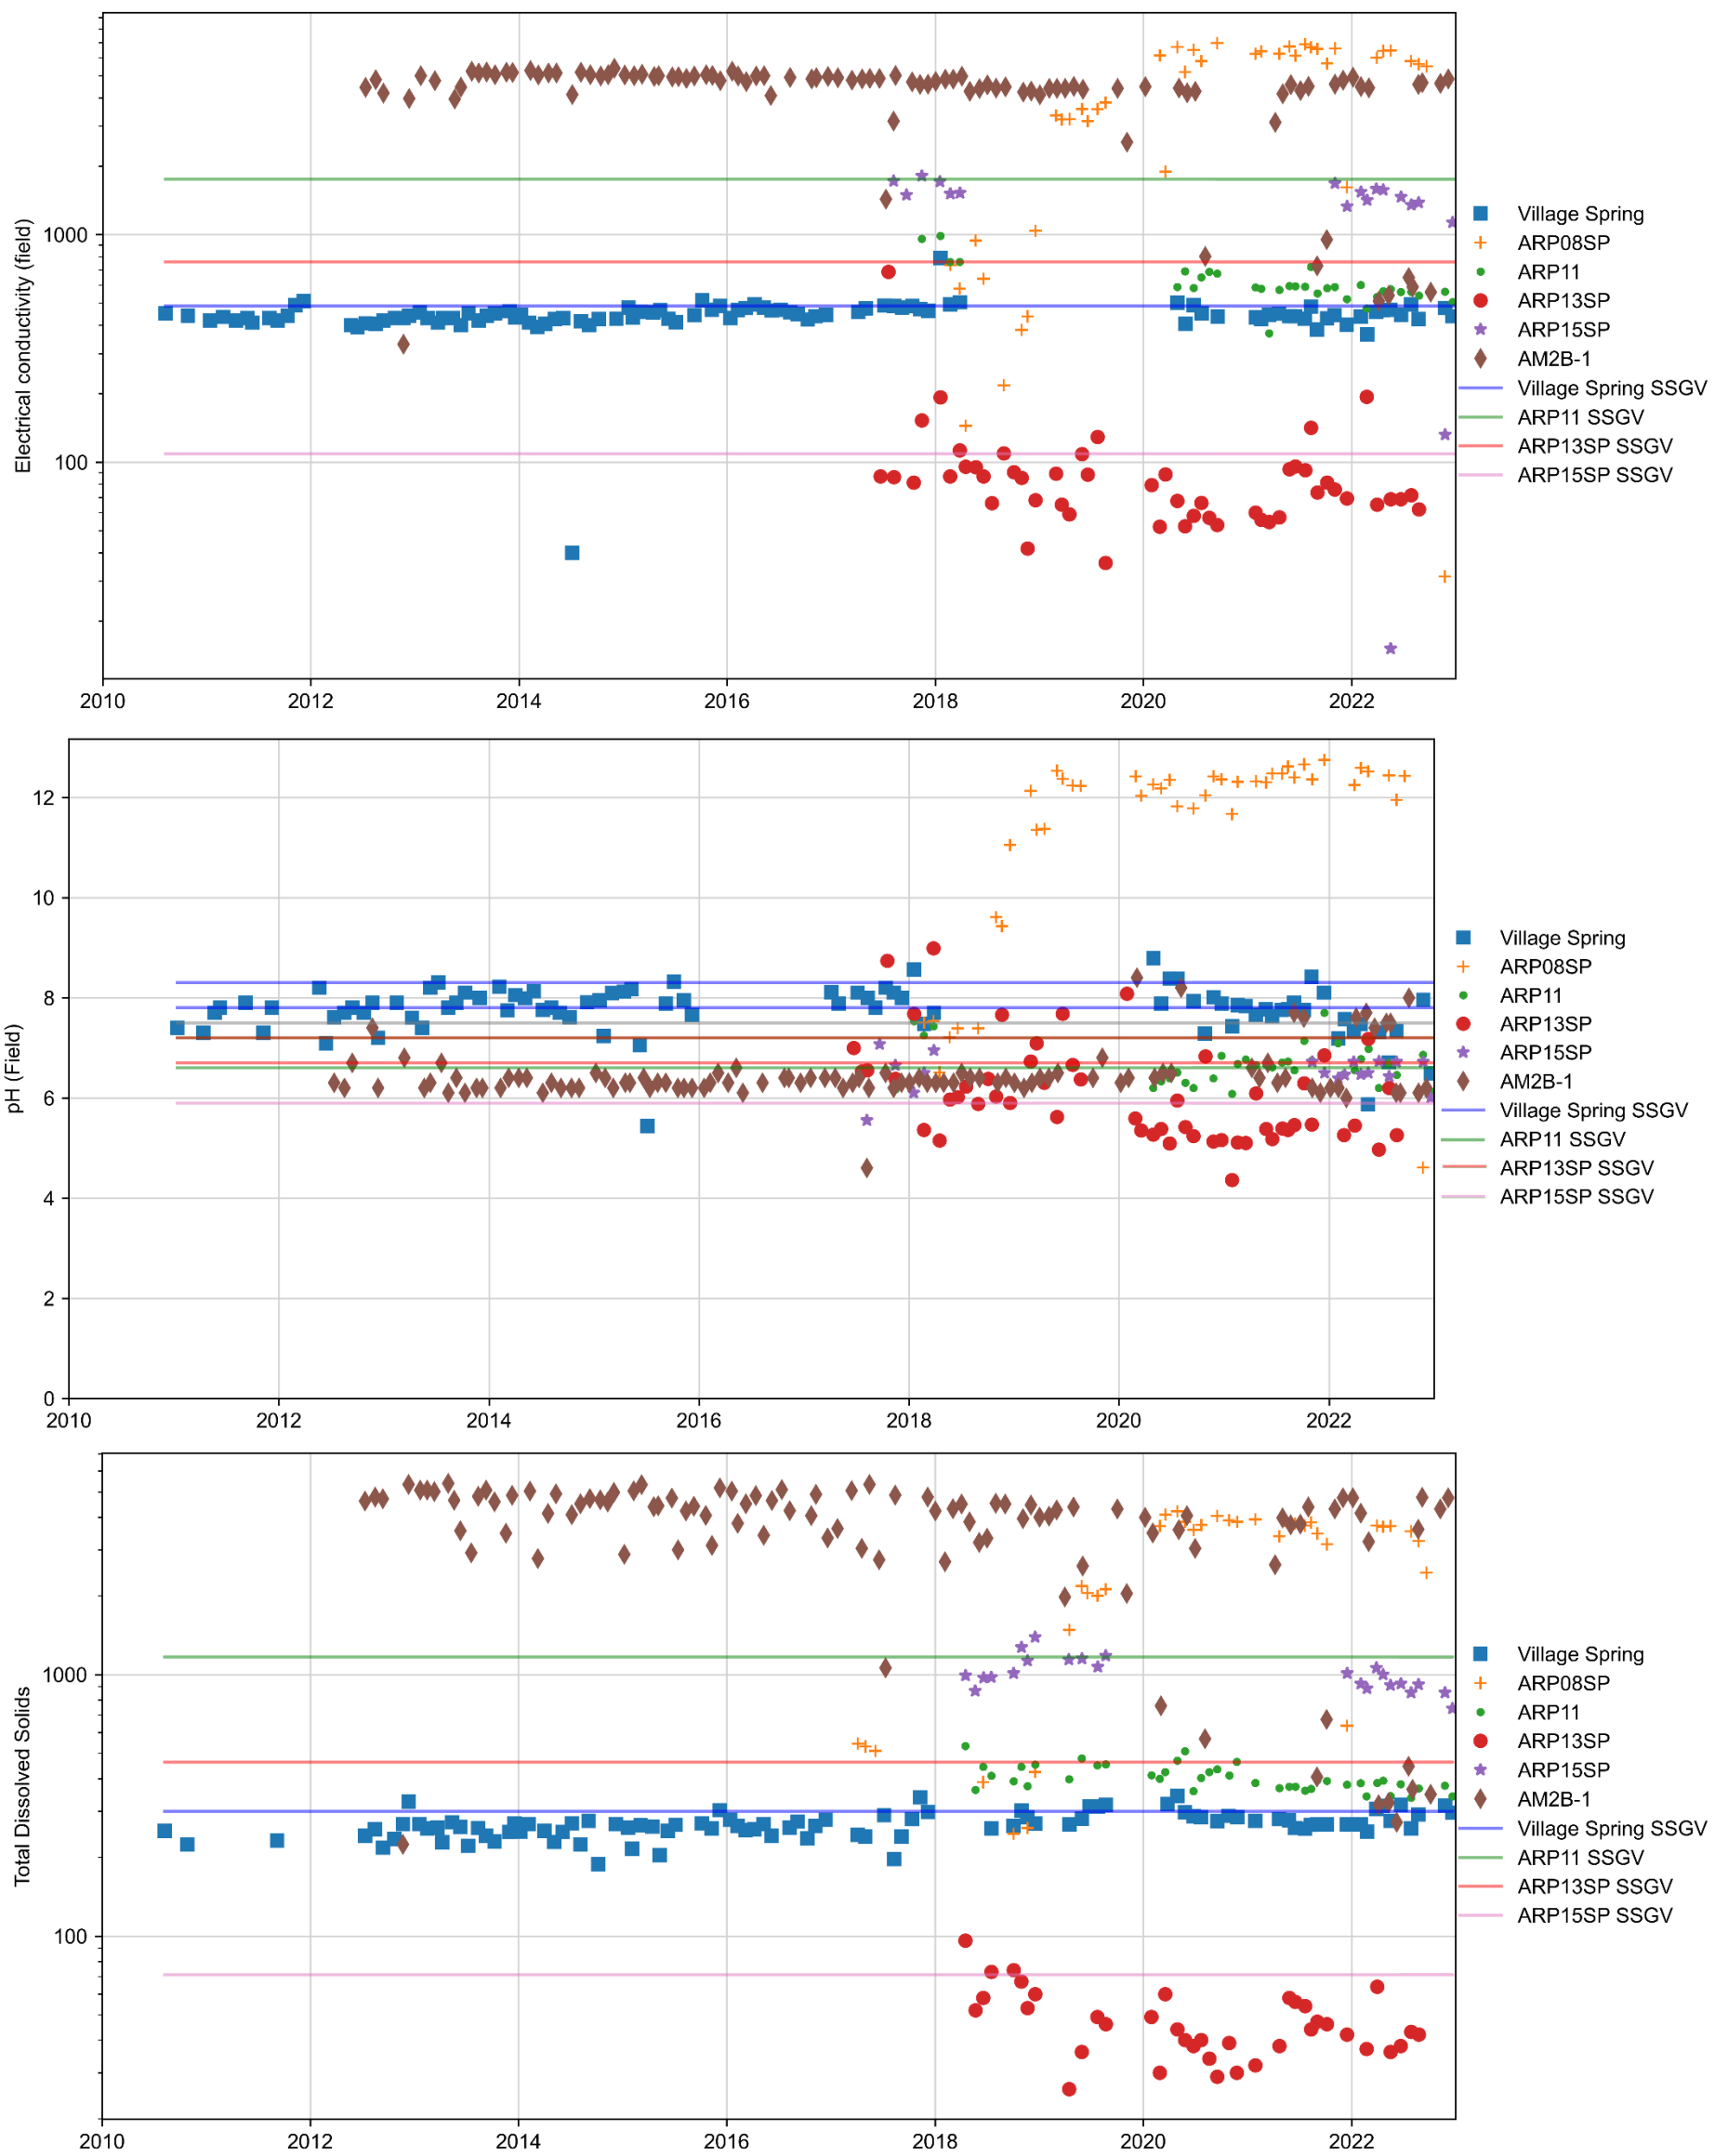 Electrical conductivity (field)
1000
100
2010 2012 2014 2016 2018 2020 2022
Village Spring
ARP08SP
ARP11
ARP13SP
ARP15SP
AM2B-1
Village Spring SSGV
ARP11 SSGV
ARP13SP SSGV
ARP15SP SSGV
pH (Field)
12
10
8
6
4
2
0
2010 2012 2014 2016 2018 2020 2022
Village Spring
ARP08SP
ARP11
ARP13SP
ARP15SP
AM2B-1
Village Spring SSGV
ARP11 SSGV
ARP13SP SSGV
ARP15SP SSGV
Total Dissolved Solids
1000
100
2010 2012 2014 2016 2018 2020 2022
Village Spring
ARP08SP
ARP11
ARP13SP
ARP15SP
AM2B-1
Village Spring SSGV
ARP11 SSGV
ARP13SP SSGV
ARP15SP SSGV